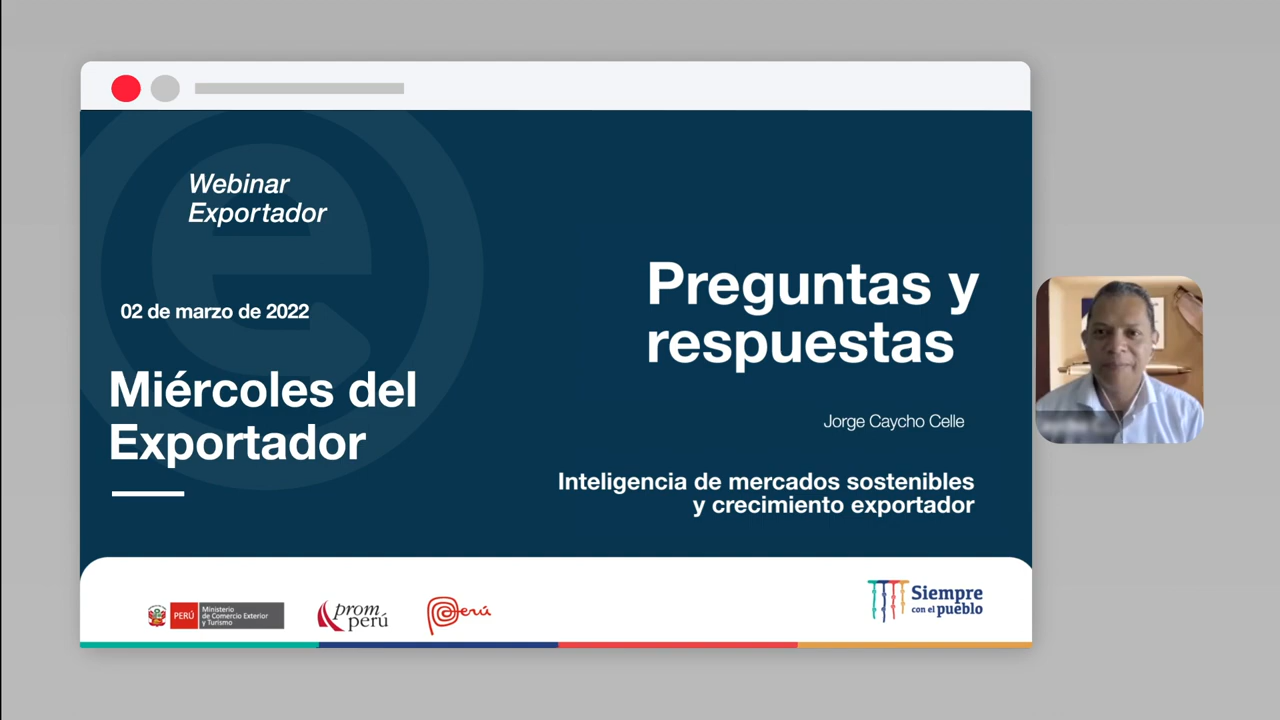 Webinar
Exportador
02 de marzo de 2022
Miércoles del
Exportador
Preguntas y
respuestas
Jorge Caycho Celle
Inteligencia de mercados sostenibles
y crecimiento exportador
PERÚ
Ministerio
de Comercio Exterior
y Turismo
prom
perú
Perú
Siempre
con el pueblo